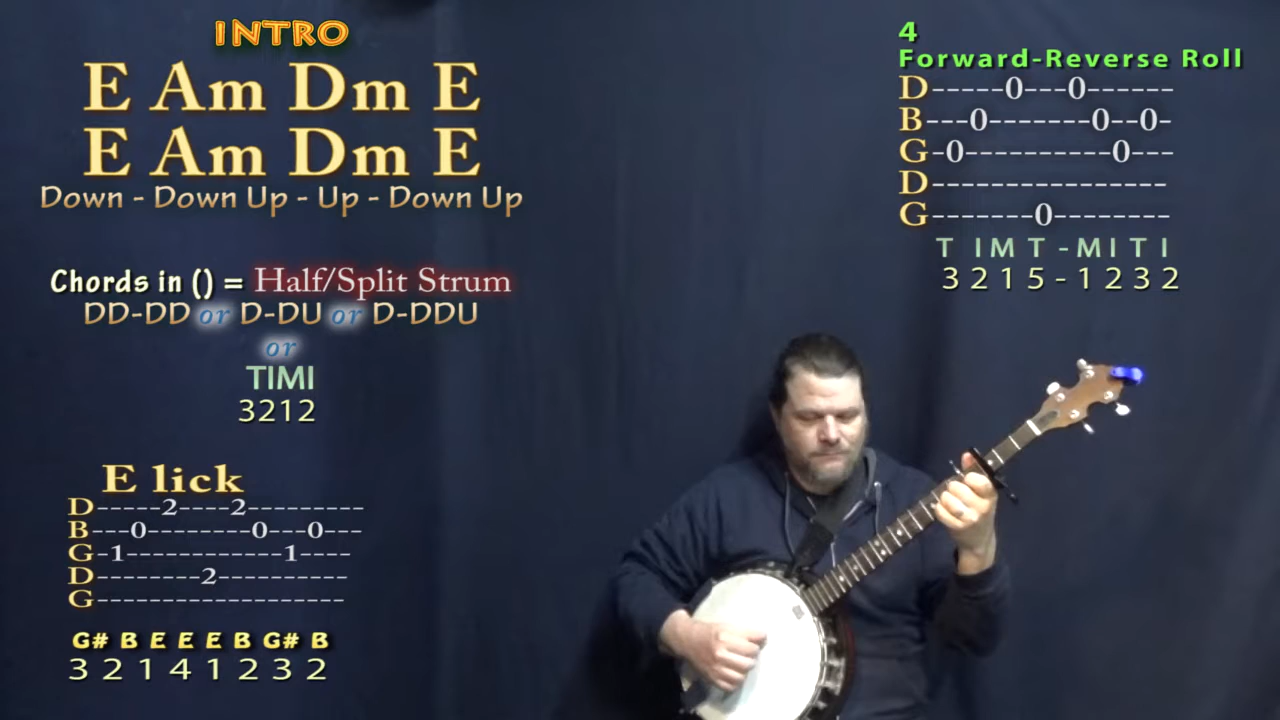 INTRO
E Am Dm E
E Am Dm E
Down - Down Up - Up - Down Up
Chords in () = Half/Split Strum
DD-DD or D-DU or D-DDU
or
TIMI
3212
E lick
D-----2----2---------
B---0--------0---0----
G-1------------1----
D--------2----------
G-------------------
G# B E E E B G# B
3 2 1 4 1 2 3 2
4
Forward-Reverse Roll
D-----0---0------
B---0-------0--0-
G-0----------0---
D----------------
G------0--------
T IM T - MI T I
3 2 1 5 - 1 2 3 2